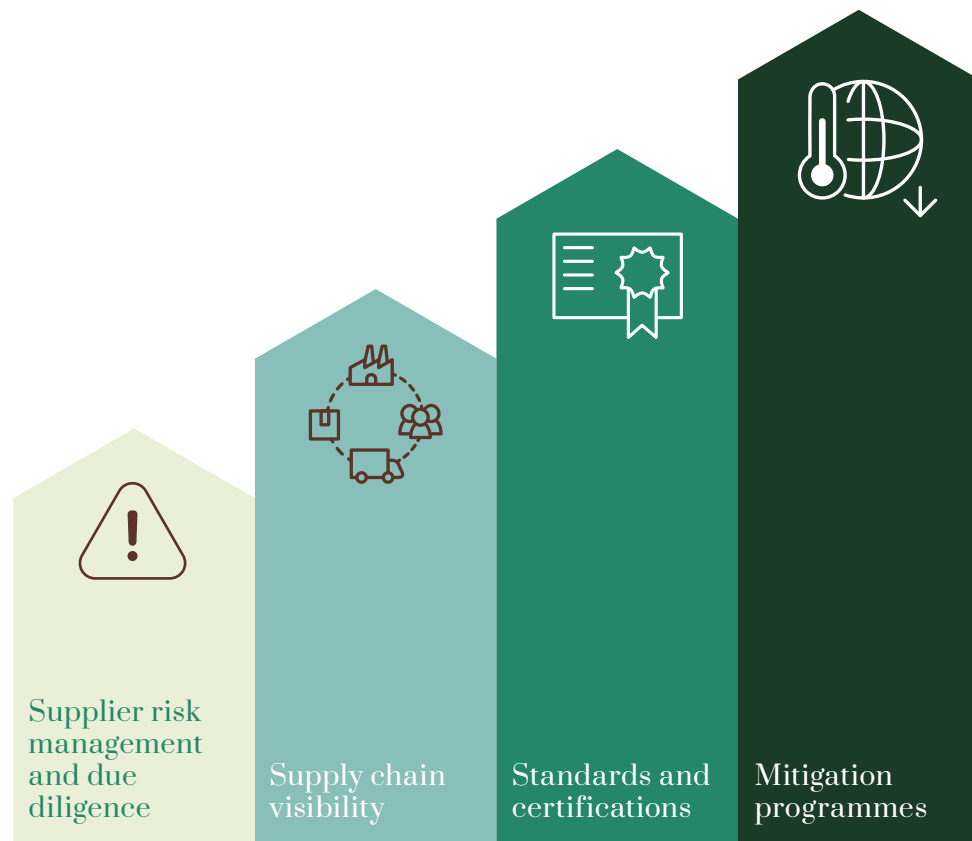 Supplier risk
management
and due
diligence
Supply chain
visibility
Standards and
certifications
Mitigation
programmes